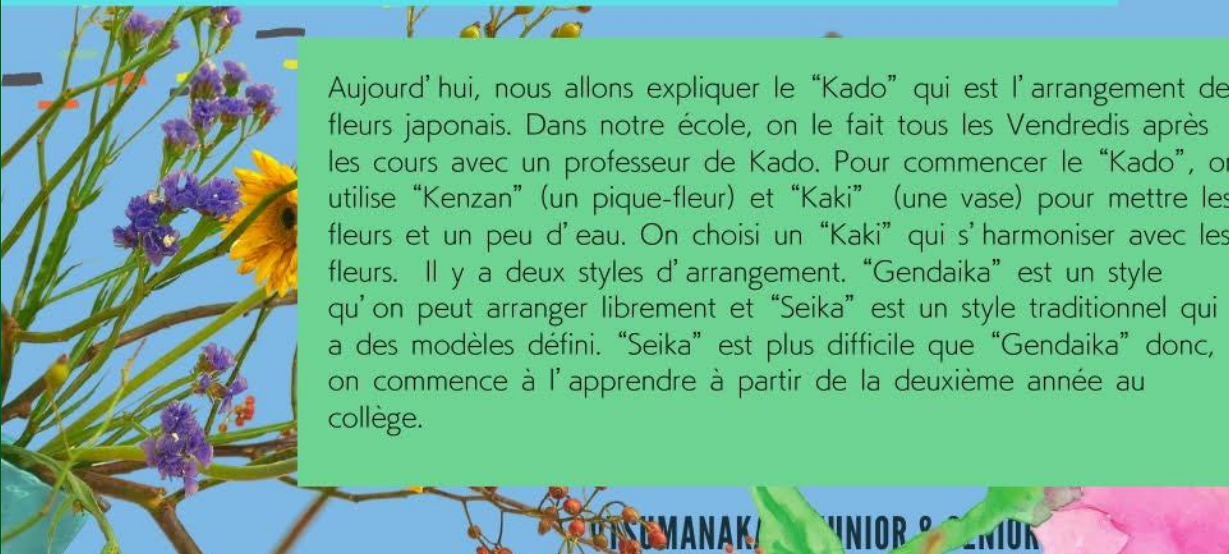 Aujourd'hui, nous allons expliquer le “Kado” qui est l'arrangement de
fleurs japonais. Dans notre école, on le fait tous les Vendredis après
les cours avec un professeur de Kado. Pour commencer le “Kado”, on
utilise “Kenzan” (un pique-fleur) et “Kaki” (une vase) pour mettre les
fleurs et un peu d'eau. On choisi un “Kaki” qui s'harmoniser avec les
fleurs. Il y a deux styles d'arrangement. “Gendaika” est un style
qu'on peut arranger librement et “Seika” est un style traditionnel qui
a des modèles défini. “Seika” est plus difficile que “Gendaika” donc,
on commence à l'apprendre à partir de la deuxième année au
collège.
&